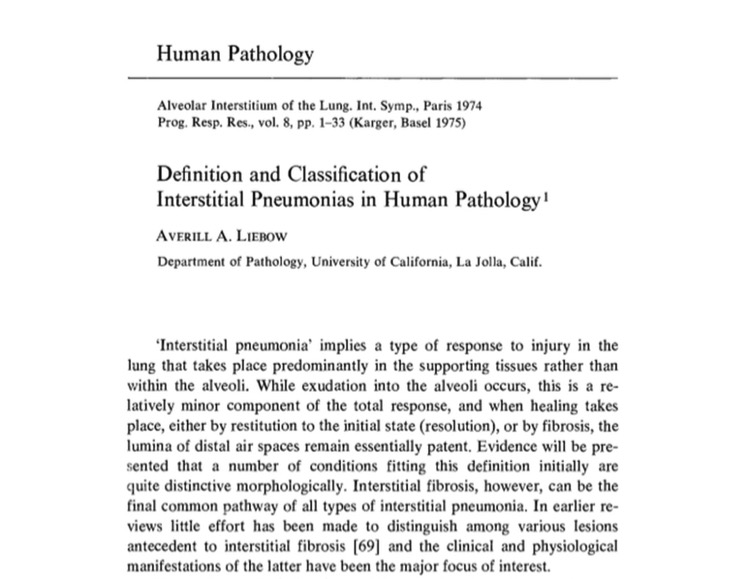 Human Pathology
Alveolar Interstitium of the Lung. Int. Symp., Paris 1974
Prog. Resp. Res., vol. 8, pp. 1–33 (Karger, Basel 1975)
Definition and Classification of
Interstitial Pneumonias in Human Pathology¹
AVERILL A. LIEBOW
Department of Pathology, University of California, La Jolla, Calif.
‘Interstitial pneumonia’ implies a type of response to injury in the
lung that takes place predominantly in the supporting tissues rather than
within the alveoli. While exudation into the alveoli occurs, this is a re-
latively minor component of the total response, and when healing takes
place, either by restitution to the initial state (resolution), or by fibrosis, the
lumina of distal air spaces remain essentially patent. Evidence will be pre-
sented that a number of conditions fitting this definition initially are
quite distinctive morphologically. Interstitial fibrosis, however, can be the
final common pathway of all types of interstitial pneumonia. In earlier re-
views little effort has been made to distinguish among various lesions
antecedent to interstitial fibrosis [69] and the clinical and physiological
manifestations of the latter have been the major focus of interest.